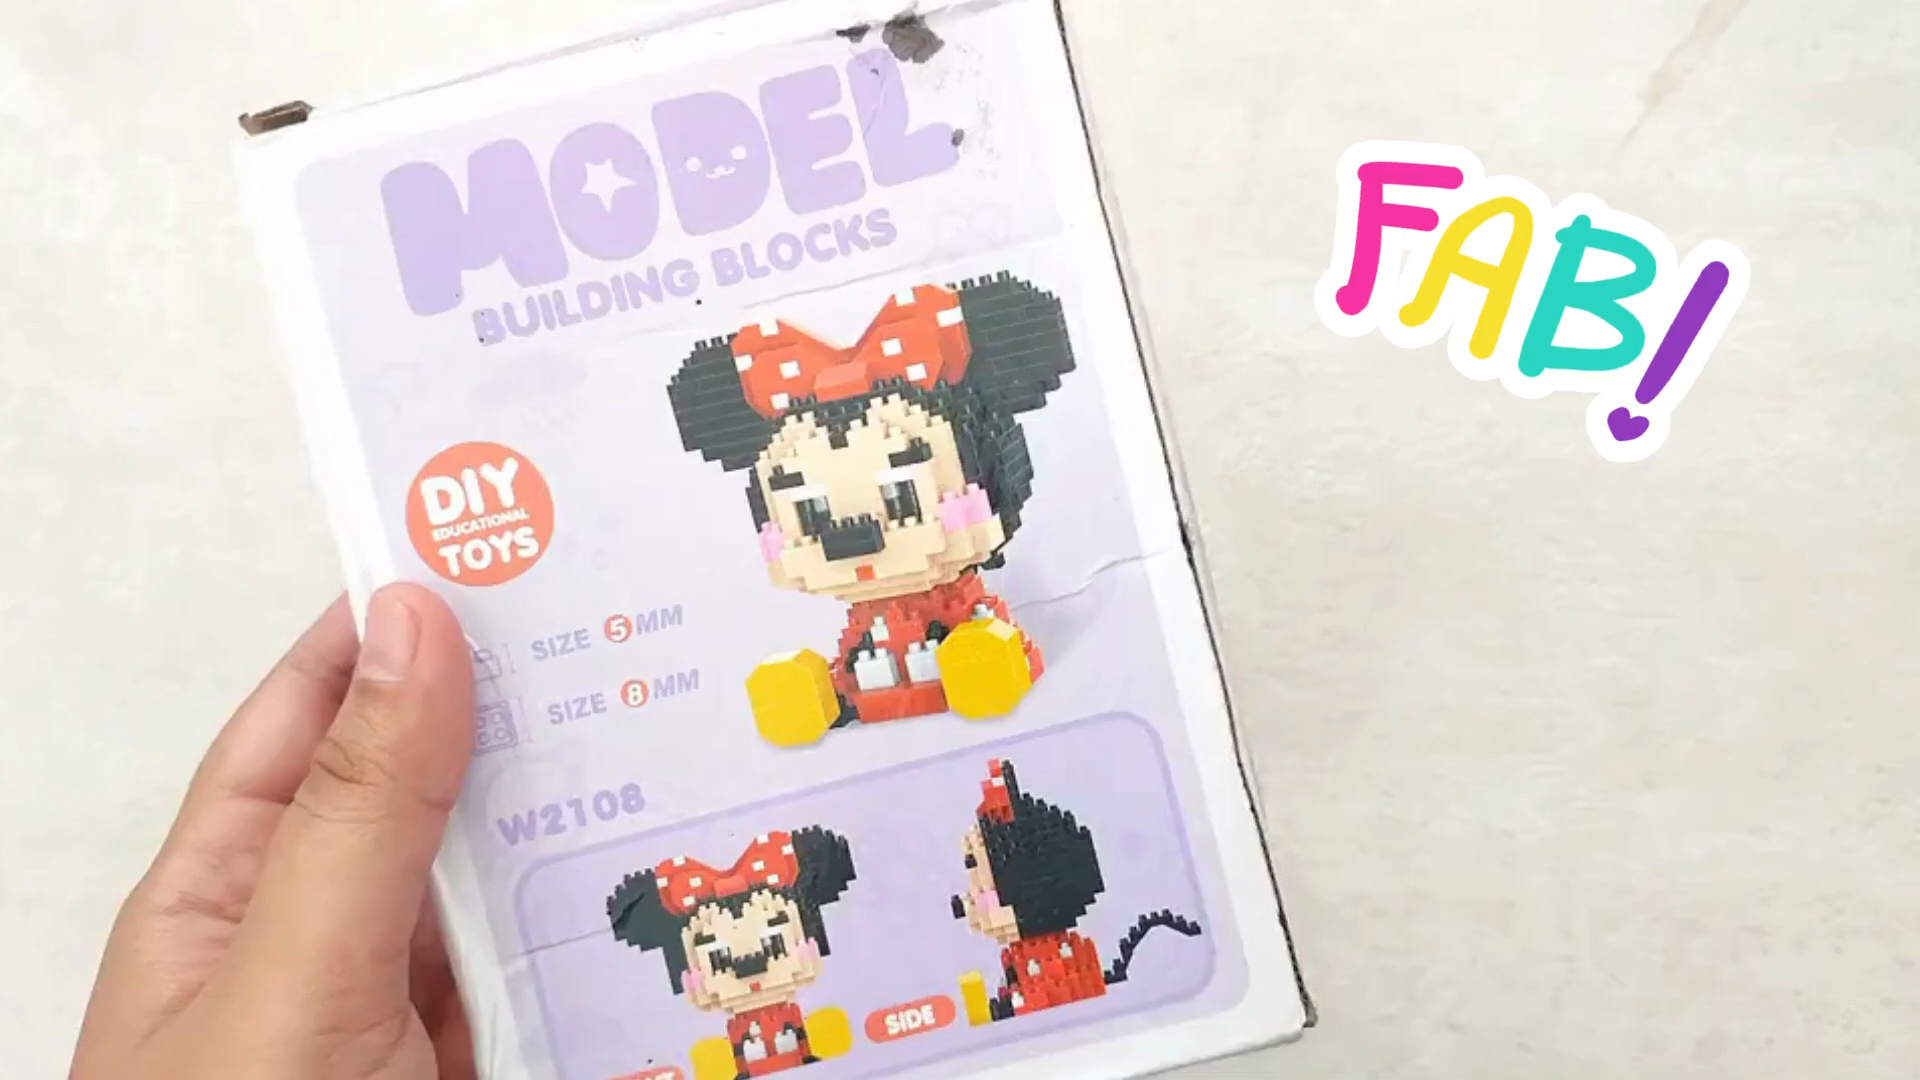 MODEL
BUILDING BLOCKS
FAB!
DIY
EDUCATIONAL
TOYS
SIZE 5MM
SIZE 8MM
W2108
SIDE